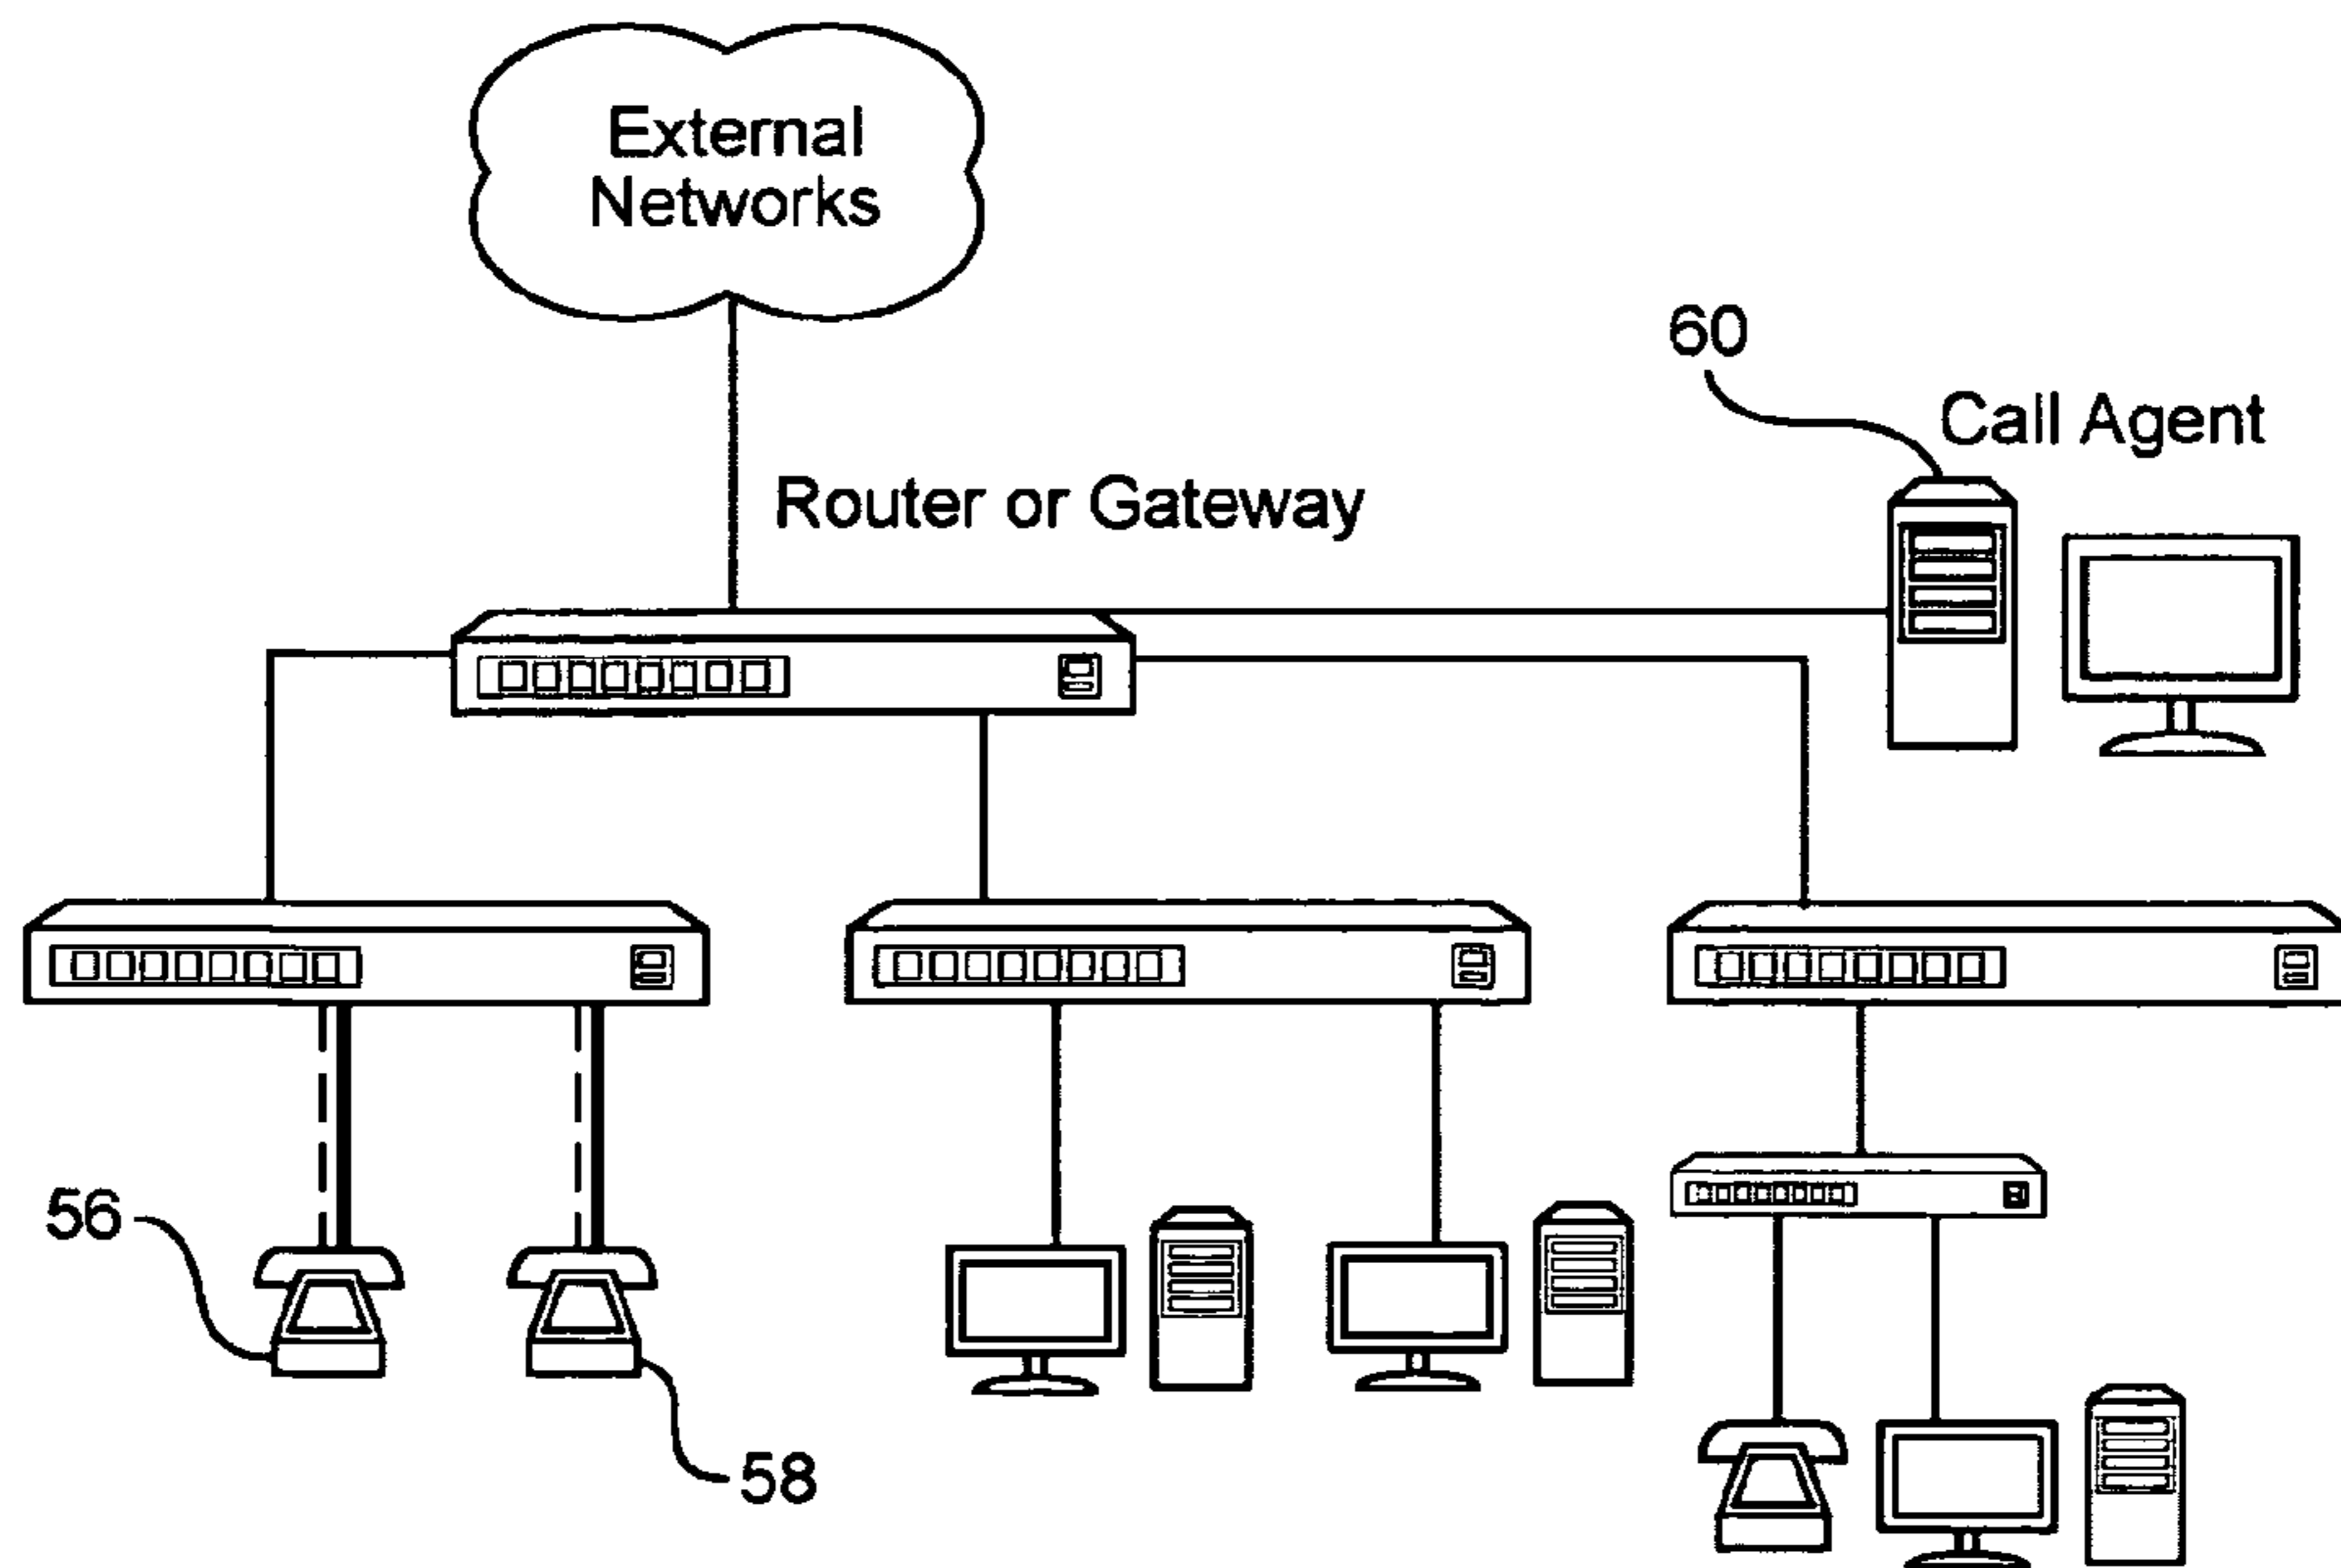 External
Networks
60
Call Agent
Router or Gateway
56
58